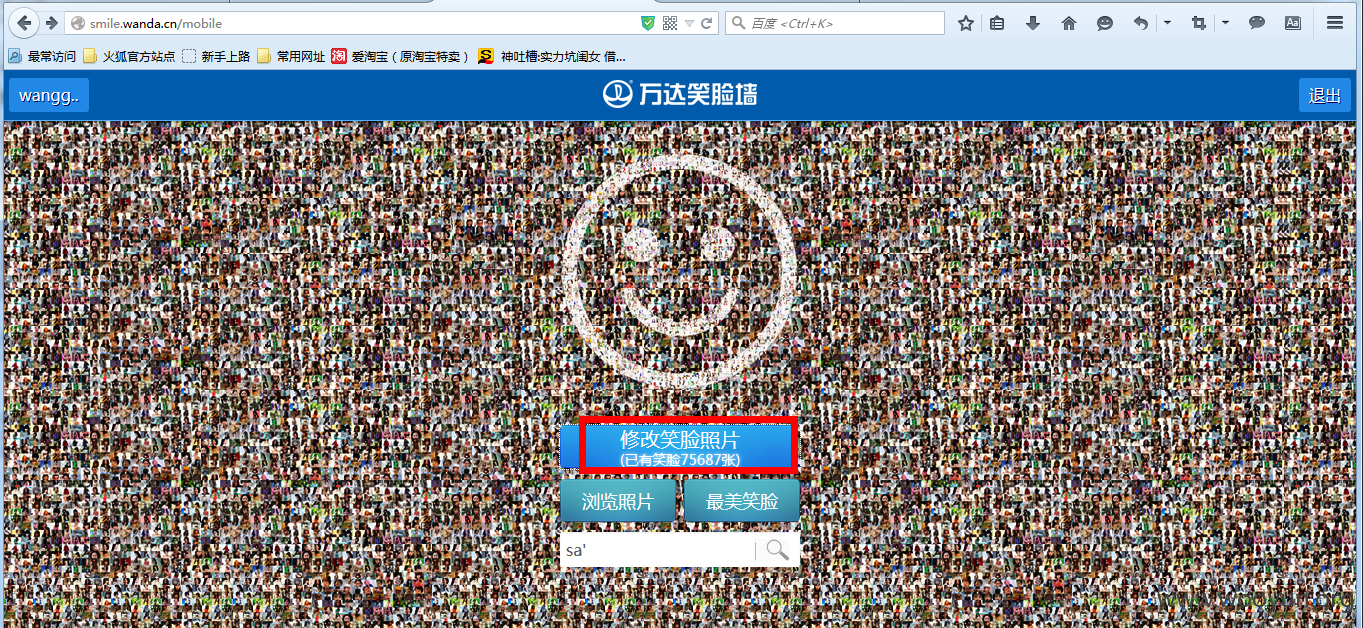 smile.wanda.cn/mobile
百度 <Ctrl+K>
最常访问 火狐官方站点 新手上路 常用网址 淘 爱淘宝（原淘宝特卖） S 神吐槽:实力坑闺女 借...
wangg..
万达笑脸墙
退出
修改笑脸照片
(已有笑脸75687张)
浏览照片
最美笑脸
sa'